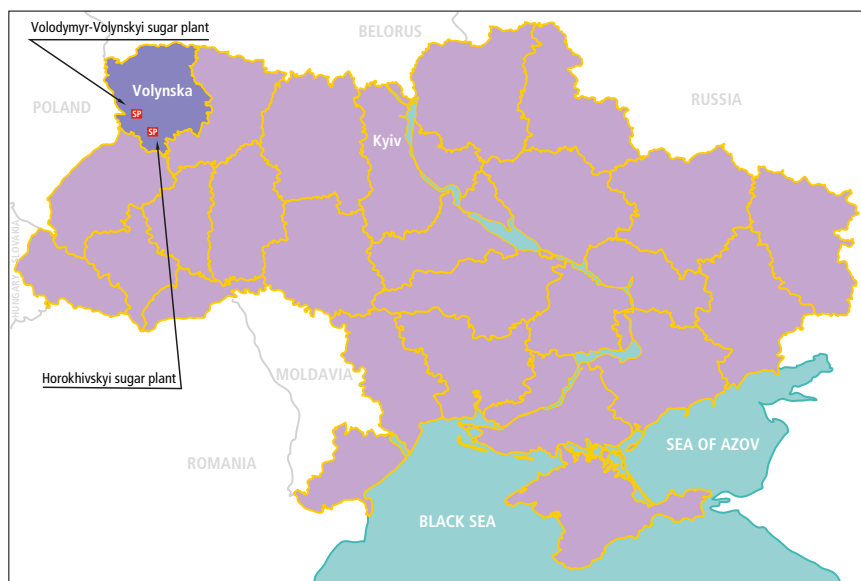 Volodymyr-Volynskyi sugar plant
BELORUS
Volynska
POLAND
RUSSIA
SP
SP
Kyiv
HUNGARY
SLOVAKIA
Horokhivskyi sugar plant
MOLDAVIA
ROMANIA
SEA OF AZOV
BLACK SEA